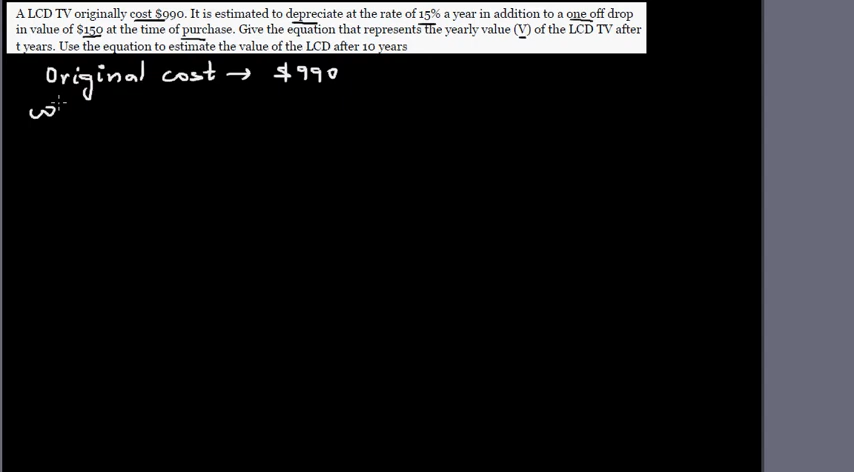 A LCD TV originally cost $990. It is estimated to depreciate at the rate of 15% a year in addition to a one off drop
in value of $150 at the time of purchase. Give the equation that represents the yearly value (V) of the LCD TV after
t years. Use the equation to estimate the value of the LCD after 10 years
Original cost → $990